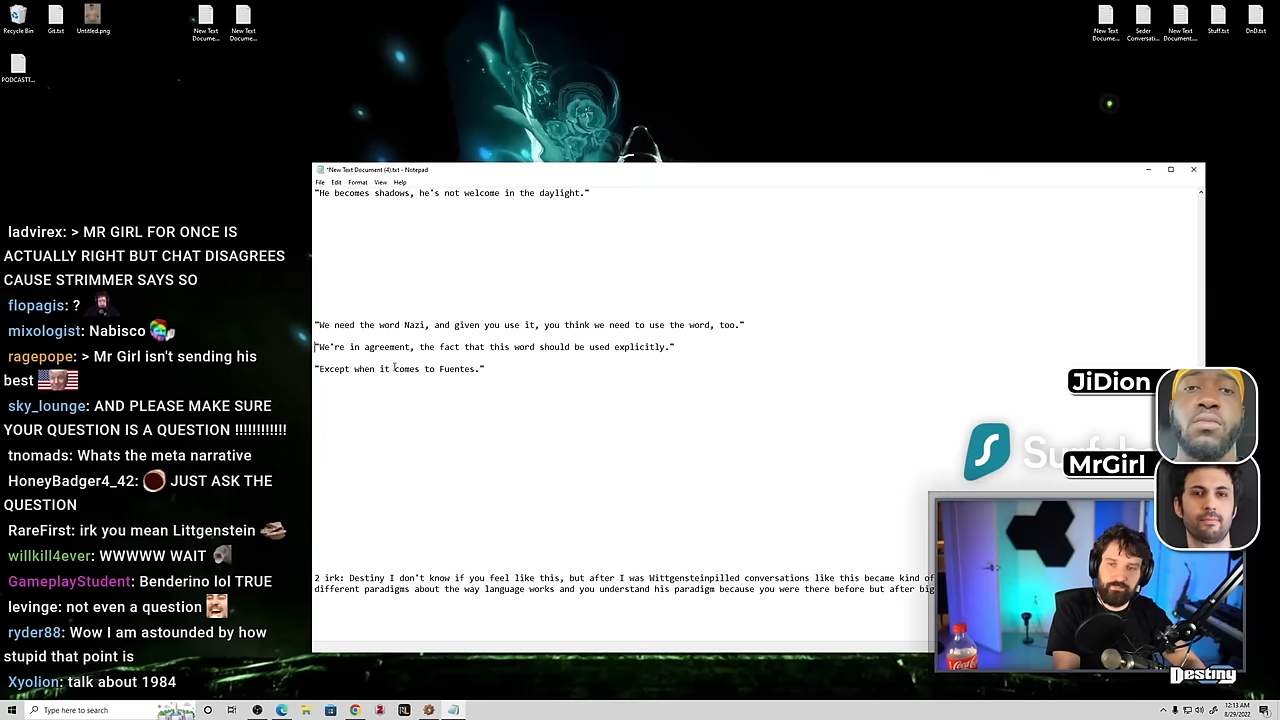 Recycle Bin
Git.txt
Untitled.png
New Text Docume...
New Text Docume...
New Text Docume...
Seder Conversati...
New Text Document....
Stuff.txt
DnD.txt
PODCASTT...
*New Text Document (4).txt - Notepad
File Edit Format View Help
"He becomes shadows, he's not welcome in the daylight."
"We need the word Nazi, and given you use it, you think we need to use the word, too."
"We're in agreement, the fact that this word should be used explicitly."
"Except when it comes to Fuentes."
2 irk: Destiny I don't know if you feel like this, but after I was Wittgensteinpilled conversations like this became kind of
different paradigms about the way language works and you understand his paradigm because you were there before but after big
ladvirex: > MR GIRL FOR ONCE IS
ACTUALLY RIGHT BUT CHAT DISAGREES
CAUSE STRIMMER SAYS SO
flopagis: ?
mixologist: Nabisco
ragepope: > Mr Girl isn't sending his
best
sky_lounge: AND PLEASE MAKE SURE
YOUR QUESTION IS A QUESTION !!!!!!!!!!!!
tnomads: Whats the meta narrative
HoneyBadger4_42: JUST ASK THE
QUESTION
RareFirst: irk you mean Littgenstein
willkill4ever: WWWWW WAIT
GameplayStudent: Benderino lol TRUE
levinge: not even a question
ryder88: Wow I am astounded by how
stupid that point is
Xyolion: talk about 1984
JiDion
MrGirl
Destiny
Type here to search
12:13 AM
8/29/2022